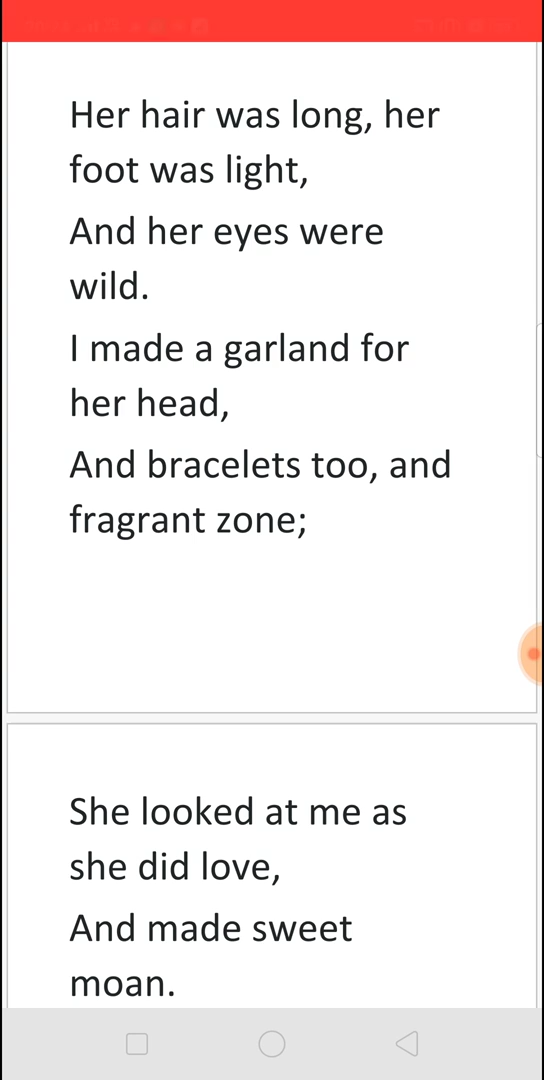 Her hair was long, her
foot was light,
And her eyes were
wild.
I made a garland for
her head,
And bracelets too, and
fragrant zone;
She looked at me as
she did love,
And made sweet
moan.